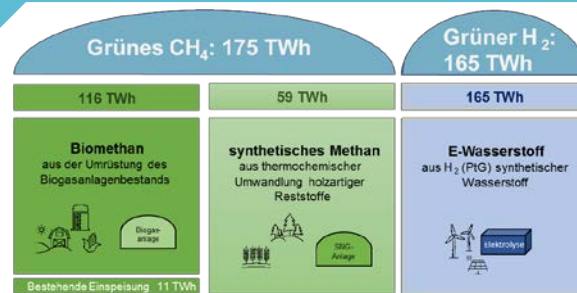 Grünes CH₄: 175 TWh
Grüner H₂:
165 TWh
116 TWh
59 TWh
165 TWh
Biomethan
aus der Umrüstung des
Biogasanlagenbestands
Biogas-
anlage
Bestehende Einspeisung 11 TWh
synthetisches Methan
aus thermochemischer
Umwandlung holzartiger
Reststoffe
SNG-
Anlage
E-Wasserstoff
aus H₂ (PtG) synthetischer
Wasserstoff
Elektrolyse